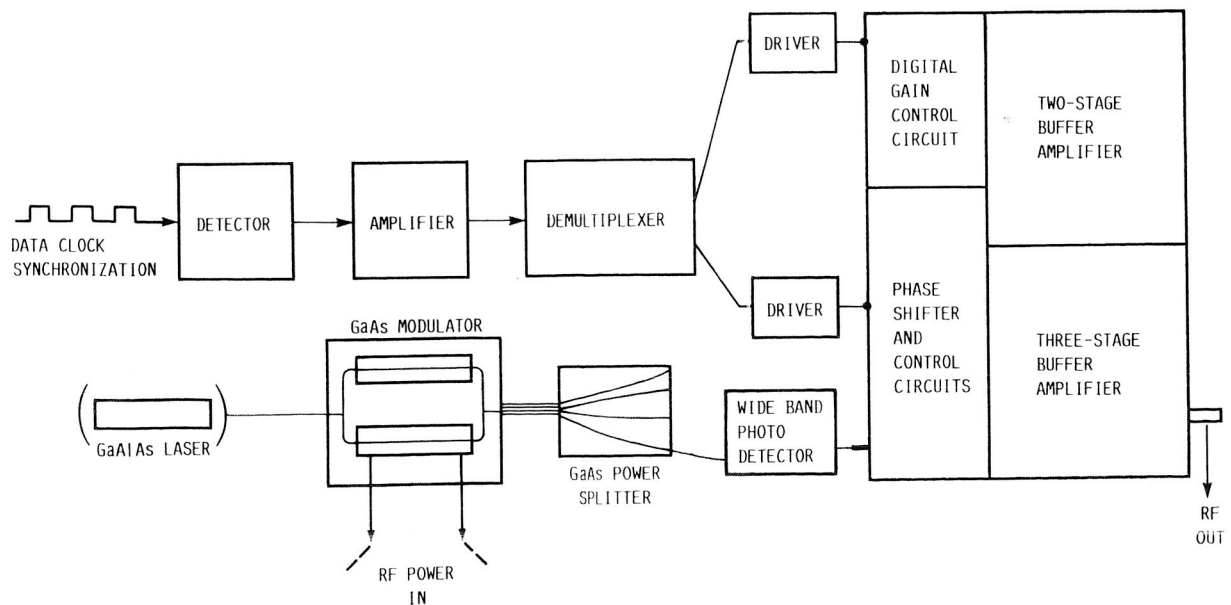 DRIVER
DIGITAL
GAIN
CONTROL
CIRCUIT
TWO-STAGE
BUFFER
AMPLIFIER
DATA CLOCK
SYNCHRONIZATION
DETECTOR
AMPLIFIER
DEMULTIPLEXER
DRIVER
PHASE
SHIFTER
AND
CONTROL
CIRCUITS
THREE-STAGE
BUFFER
AMPLIFIER
GaAs MODULATOR
GaAlAs LASER
GaAs POWER
SPLITTER
WIDE BAND
PHOTO
DETECTOR
RF POWER
IN
RF
OUT